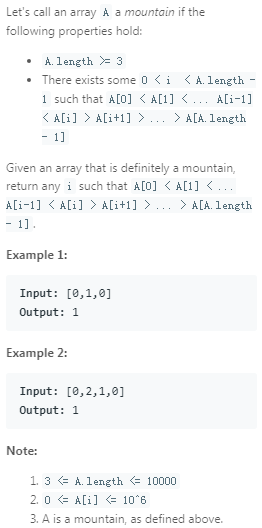 Let's call an array A a mountain if the
following properties hold:
• A.length >= 3
• There exists some 0 < i < A.length -
1 such that A[0] < A[1] < ... A[i-1]
< A[i] > A[i+1] > ... > A[A.length
- 1]
Given an array that is definitely a mountain,
return any i such that A[0] < A[1] < ...
A[i-1] < A[i] > A[i+1] > ... > A[A.length
- 1].
Example 1:
Input: [0,1,0]
Output: 1
Example 2:
Input: [0,2,1,0]
Output: 1
Note:
1. 3 <= A.length <= 10000
2. 0 <= A[i] <= 10^6
3. A is a mountain, as defined above.